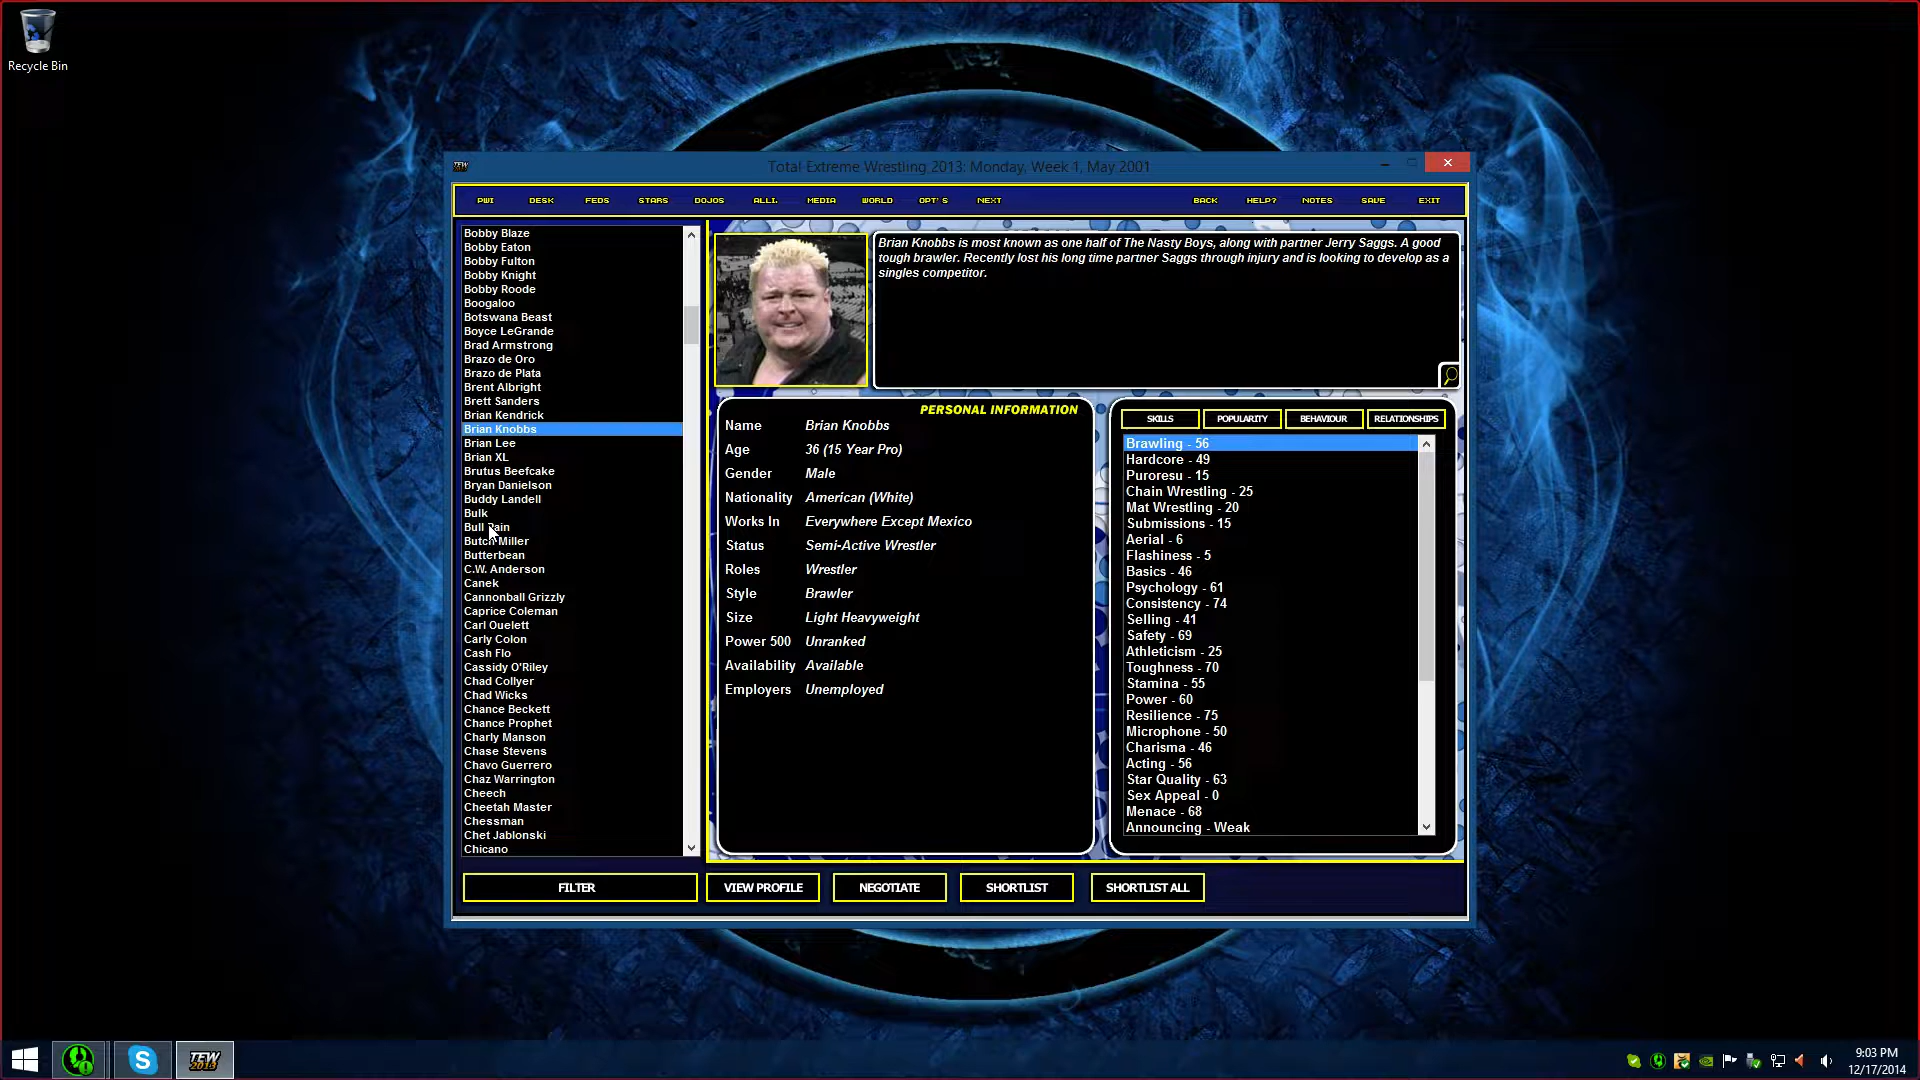 Recycle Bin
Total Extreme Wrestling 2013: Monday, Week 1, May 2001
PWI DESK FEDS STARS DOJOS ALLI. MEDIA WORLD OPT'S NEXT BACK HELP? NOTES SAVE EXIT
Bobby Blaze
Bobby Eaton
Bobby Fulton
Bobby Knight
Bobby Roode
Boogaloo
Botswana Beast
Boyce LeGrande
Brad Armstrong
Brazo de Oro
Brazo de Plata
Brent Albright
Brett Sanders
Brian Kendrick
Brian Knobbs
Brian Lee
Brian XL
Brutus Beefcake
Bryan Danielson
Buddy Landell
Bulk
Bull Pain
Butch Miller
Butterbean
C.W. Anderson
Canek
Cannonball Grizzly
Caprice Coleman
Carl Ouelett
Carly Colon
Cash Flo
Cassidy O'Riley
Chad Collyer
Chad Wicks
Chance Beckett
Chance Prophet
Charly Manson
Chase Stevens
Chavo Guerrero
Chaz Warrington
Cheech
Cheetah Master
Chessman
Chet Jablonski
Chicano
Brian Knobbs is most known as one half of The Nasty Boys, along with partner Jerry Saggs. A good
tough brawler. Recently lost his long time partner Saggs through injury and is looking to develop as a
singles competitor.
PERSONAL INFORMATION
Name Brian Knobbs
Age 36 (15 Year Pro)
Gender Male
Nationality American (White)
Works In Everywhere Except Mexico
Status Semi-Active Wrestler
Roles Wrestler
Style Brawler
Size Light Heavyweight
Power 500 Unranked
Availability Available
Employers Unemployed
SKILLS POPULARITY BEHAVIOUR RELATIONSHIPS
Brawling - 56
Hardcore - 49
Puroresu - 15
Chain Wrestling - 25
Mat Wrestling - 20
Submissions - 15
Aerial - 6
Flashiness - 5
Basics - 46
Psychology - 61
Consistency - 74
Selling - 41
Safety - 69
Athleticism - 25
Toughness - 70
Stamina - 55
Power - 60
Resilience - 75
Microphone - 50
Charisma - 46
Acting - 56
Star Quality - 63
Sex Appeal - 0
Menace - 68
Announcing - Weak
FILTER VIEW PROFILE NEGOTIATE SHORTLIST SHORTLIST ALL
TEW 2013
9:03 PM
12/17/2014